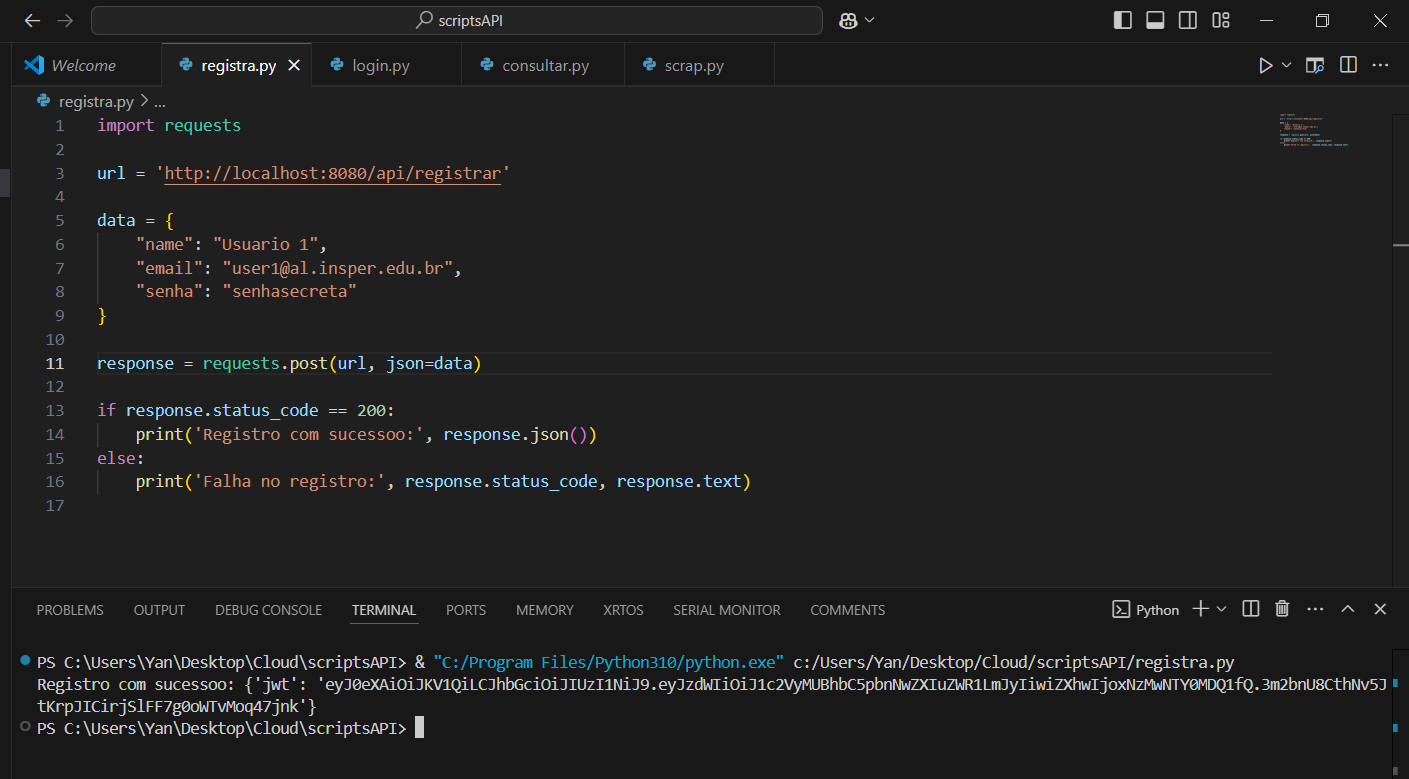 scriptsAPI
Welcome
registra.py
login.py
consultar.py
scrap.py
registra.py > ...
1 import requests
2
3 url = 'http://localhost:8080/api/registrar'
4
5 data = {
6 "name": "Usuario 1",
7 "email": "user1@al.insper.edu.br",
8 "senha": "senhasecreta"
9 }
10
11 response = requests.post(url, json=data)
12
13 if response.status_code == 200:
14 print('Registro com sucessoo:', response.json())
15 else:
16 print('Falha no registro:', response.status_code, response.text)
17
PROBLEMS OUTPUT DEBUG CONSOLE TERMINAL PORTS MEMORY XRTOS SERIAL MONITOR COMMENTS
Python
PS C:\Users\Yan\Desktop\Cloud\scriptsAPI> & "C:/Program Files/Python310/python.exe" c:/Users/Yan/Desktop/Cloud/scriptsAPI/registra.py
Registro com sucessoo: {'jwt': 'eyJ0eXAiOiJKV1QiLCJhbGciOiJIUzI1NiJ9.eyJzdWIiOiJ1c2VyMUBhbC5pbnNwZXIuZWR1LmJyIiwiZXhwIjoxNzMwNTY0MDQ1fQ.3m2bnU8CthNv5J
tKrpJICirjSlFF7g0oWTvMoq47jnk'}
PS C:\Users\Yan\Desktop\Cloud\scriptsAPI>